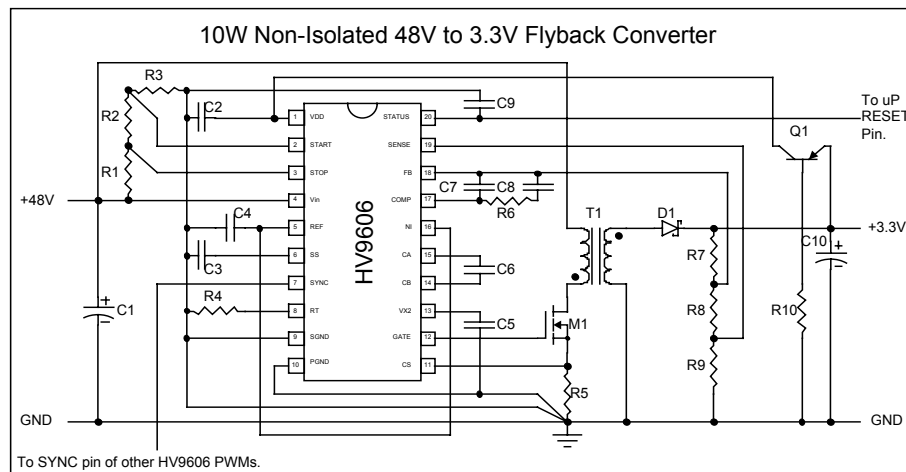 10W Non-Isolated 48V to 3.3V Flyback Converter
R3
C9
C2
R2
1 VDD
STATUS 20
To uP
RESET
Pin.
Q1
2 START
SENSE 19
R1
3 STOP
FB 18
C7
C8
+48V
4 Vin
COMP 17
R6
T1
D1
+3.3V
C4
5 REF
NI 16
HV9606
C3
6 SS
CA 15
C6
R7
C10
7 SYNC
CB 14
C1
R4
8 RT
VX2 13
C5
M1
R8
R10
9 SGND
GATE 12
10 PGND
CS 11
R5
R9
GND
GND
To SYNC pin of other HV9606 PWMs.